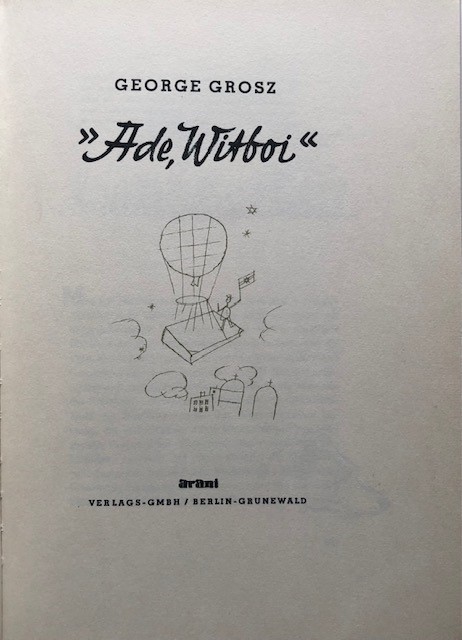 GEORGE GROSZ
»Ade, Witboi«
arani
VERLAGS-GMBH / BERLIN-GRUNEWALD